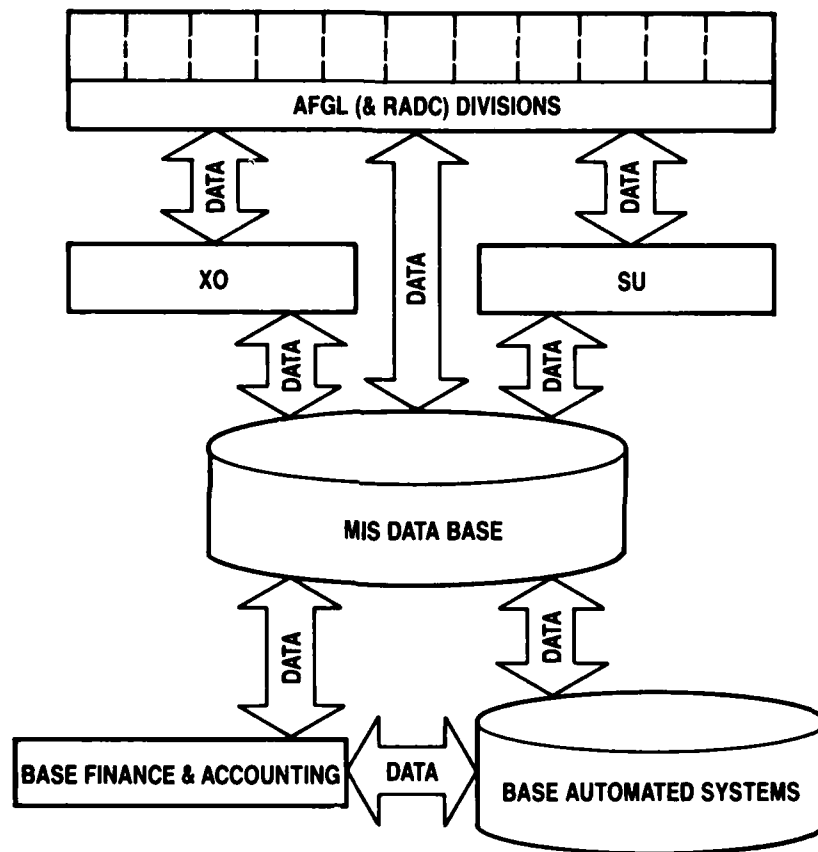 AFGL (& RADC) DIVISIONS
DATA
DATA
DATA
XO
SU
DATA
DATA
MIS DATA BASE
DATA
DATA
BASE FINANCE & ACCOUNTING
DATA
BASE AUTOMATED SYSTEMS